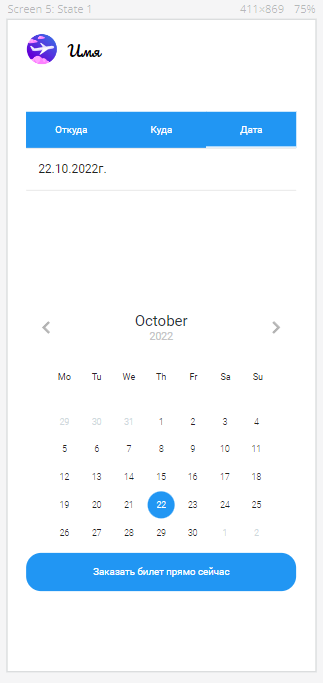 Screen 5: State 1 411×869 75%
Имя
Откуда Куда Дата
22.10.2022г.
October
2022
Mo Tu We Th Fr Sa Su
29 30 31 1 2 3 4
5 6 7 8 9 10 11
12 13 14 15 16 17 18
19 20 21 22 23 24 25
26 27 28 29 30 1 2
Заказать билет прямо сейчас